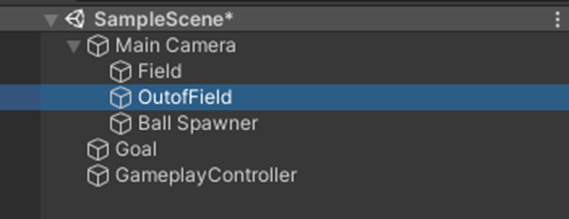 SampleScene*
Main Camera
Field
OutofField
Ball Spawner
Goal
GameplayController